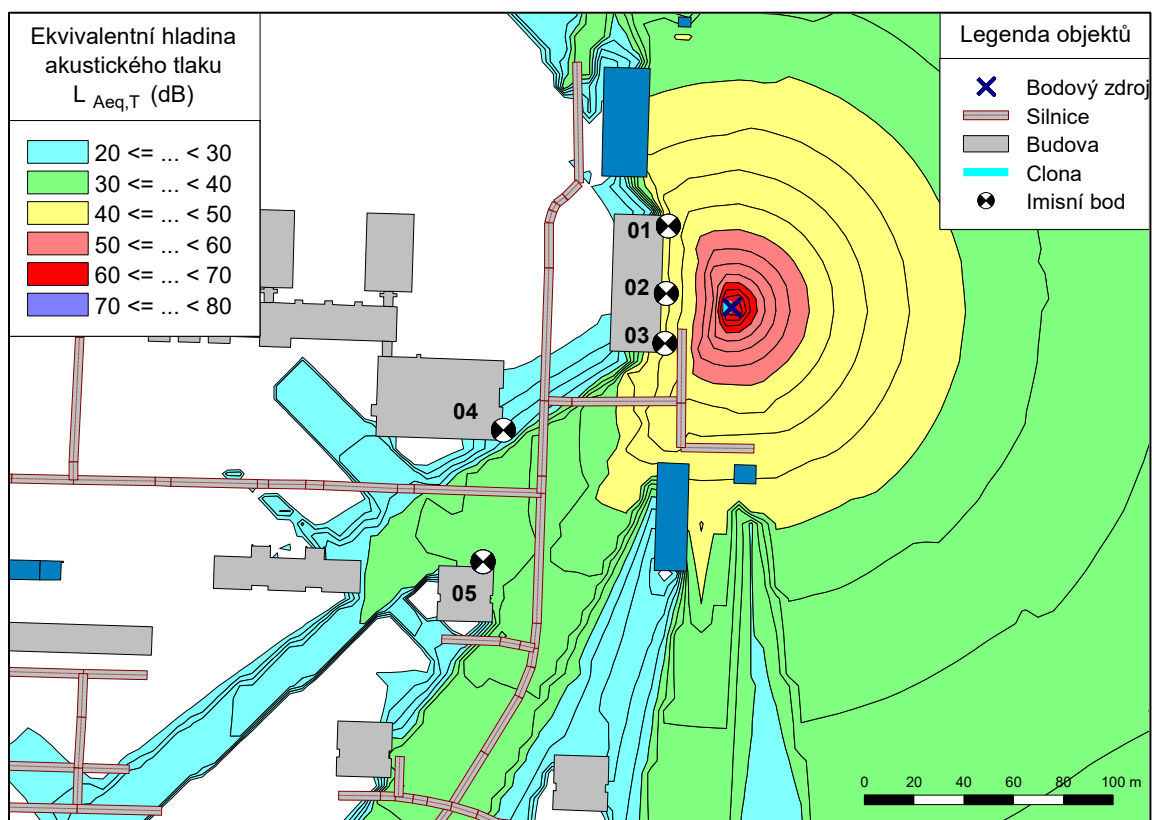 Ekvivalentní hladina
akustického tlaku
L Aeq,T (dB)
20 <= ... < 30
30 <= ... < 40
40 <= ... < 50
50 <= ... < 60
60 <= ... < 70
70 <= ... < 80
Legenda objektů
Bodový zdroj
Silnice
Budova
Clona
Imisní bod
01
02
03
04
05
0 20 40 60 80 100 m